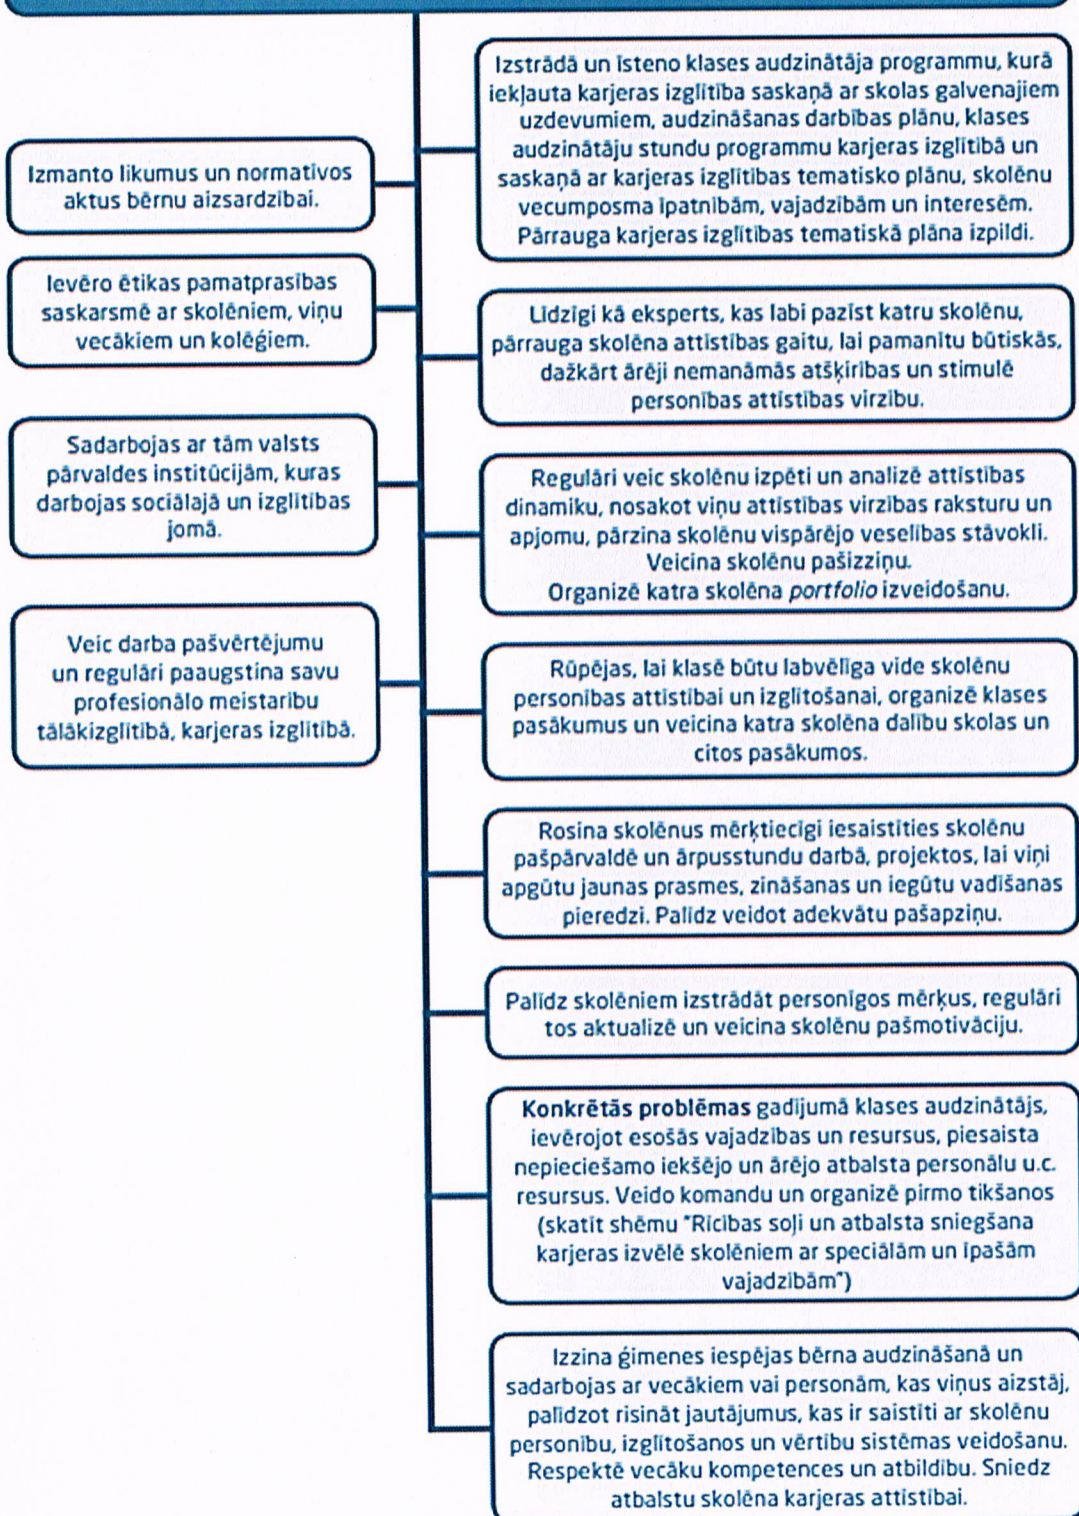 Izmanto likumus un normatīvos
aktus bērnu aizsardzībai.
Ievēro ētikas pamatprasības
saskarsmē ar skolēniem, viņu
vecākiem un kolēģiem.
Sadarbojas ar tām valsts
pārvaldes institūcijām, kuras
darbojas sociālajā un izglītības
jomā.
Veic darba pašvērtējumu
un regulāri paaugstina savu
profesionālo meistarību
tālākizglītībā, karjeras izglītībā.
Izstrādā un īsteno klases audzinātāja programmu, kurā
iekļauta karjeras izglītība saskaņā ar skolas galvenajiem
uzdevumiem, audzināšanas darbības plānu, klases
audzinātāju stundu programmu karjeras izglītībā un
saskaņā ar karjeras izglītības tematisko plānu, skolēnu
vecumposma īpatnībām, vajadzībām un interesēm.
Pārrauga karjeras izglītības tematiskā plāna izpildi.
Līdzīgi kā eksperts, kas labi pazīst katru skolēnu,
pārrauga skolēna attīstības gaitu, lai pamanītu būtiskās,
dažkārt ārēji nemanāmās atšķirības un stimulē
personības attīstības virzību.
Regulāri veic skolēnu izpēti un analizē attīstības
dinamiku, nosakot viņu attīstības virzības raksturu un
apjomu, pārzina skolēnu vispārējo veselības stāvokli.
Veicina skolēnu pašizziņu.
Organizē katra skolēna portfolio izveidošanu.
Rūpējas, lai klasē būtu labvēlīga vide skolēnu
personības attīstībai un izglītošanai, organizē klases
pasākumus un veicina katra skolēna dalību skolas un
citos pasākumos.
Rosina skolēnus mērķtiecīgi iesaistīties skolēnu
pašpārvaldē un ārpusstundu darbā, projektos, lai viņi
apgūtu jaunas prasmes, zināšanas un iegūtu vadīšanas
pieredzi. Palīdz veidot adekvātu pašapziņu.
Palīdz skolēniem izstrādāt personīgos mērķus, regulāri
tos aktualizē un veicina skolēnu pašmotivāciju.
Konkrētās problēmas gadījumā klases audzinātājs,
ievērojot esošās vajadzības un resursus, piesaista
nepieciešamo iekšējo un ārējo atbalsta personālu u.c.
resursus. Veido komandu un organizē pirmo tikšanos
(skatīt shēmu "Rīcības soļi un atbalsta sniegšana
karjeras izvēlē skolēniem ar speciālām un īpašām
vajadzībām")
Izzina ģimenes iespējas bērna audzināšanā un
sadarbojas ar vecākiem vai personām, kas viņus aizstāj,
palīdzot risināt jautājumus, kas ir saistīti ar skolēnu
personību, izglītošanos un vērtību sistēmas veidošanu.
Respektē vecāku kompetences un atbildību. Sniedz
atbalstu skolēna karjeras attīstībai.